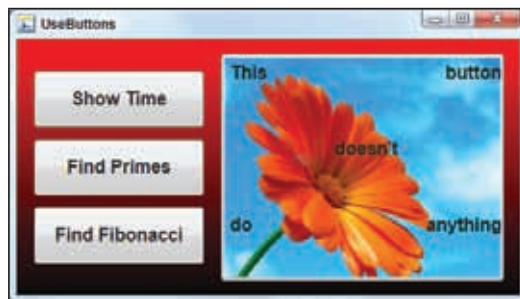 UseButtons
Show Time
Find Primes
Find Fibonacci
This button
doesn't
do anything